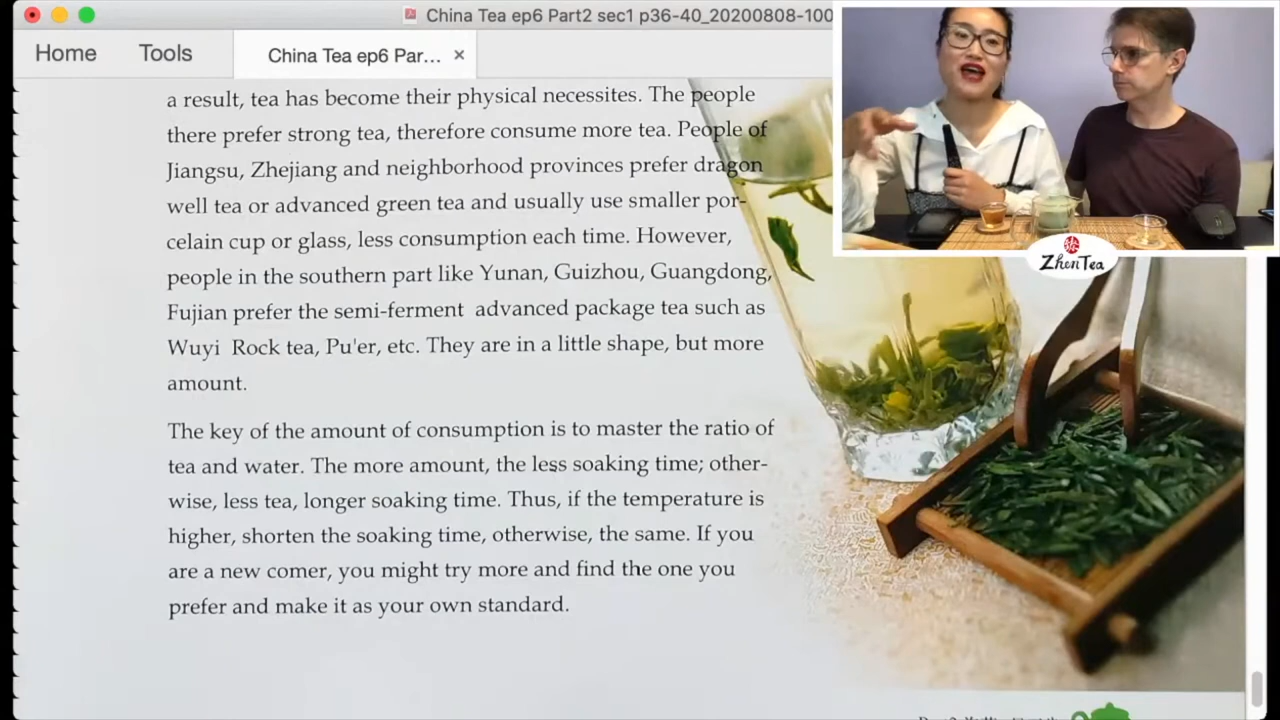 China Tea ep6 Part2 sec1 p36-40_20200808-100
Home Tools China Tea ep6 Par... ×
a result, tea has become their physical necessites. The people
there prefer strong tea, therefore consume more tea. People of
Jiangsu, Zhejiang and neighborhood provinces prefer dragon
well tea or advanced green tea and usually use smaller por-
celain cup or glass, less consumption each time. However,
people in the southern part like Yunan, Guizhou, Guangdong,
Fujian prefer the semi-ferment advanced package tea such as
Wuyi Rock tea, Pu'er, etc. They are in a little shape, but more
amount.
The key of the amount of consumption is to master the ratio of
tea and water. The more amount, the less soaking time; other-
wise, less tea, longer soaking time. Thus, if the temperature is
higher, shorten the soaking time, otherwise, the same. If you
are a new comer, you might try more and find the one you
prefer and make it as your own standard.
ZhenTea